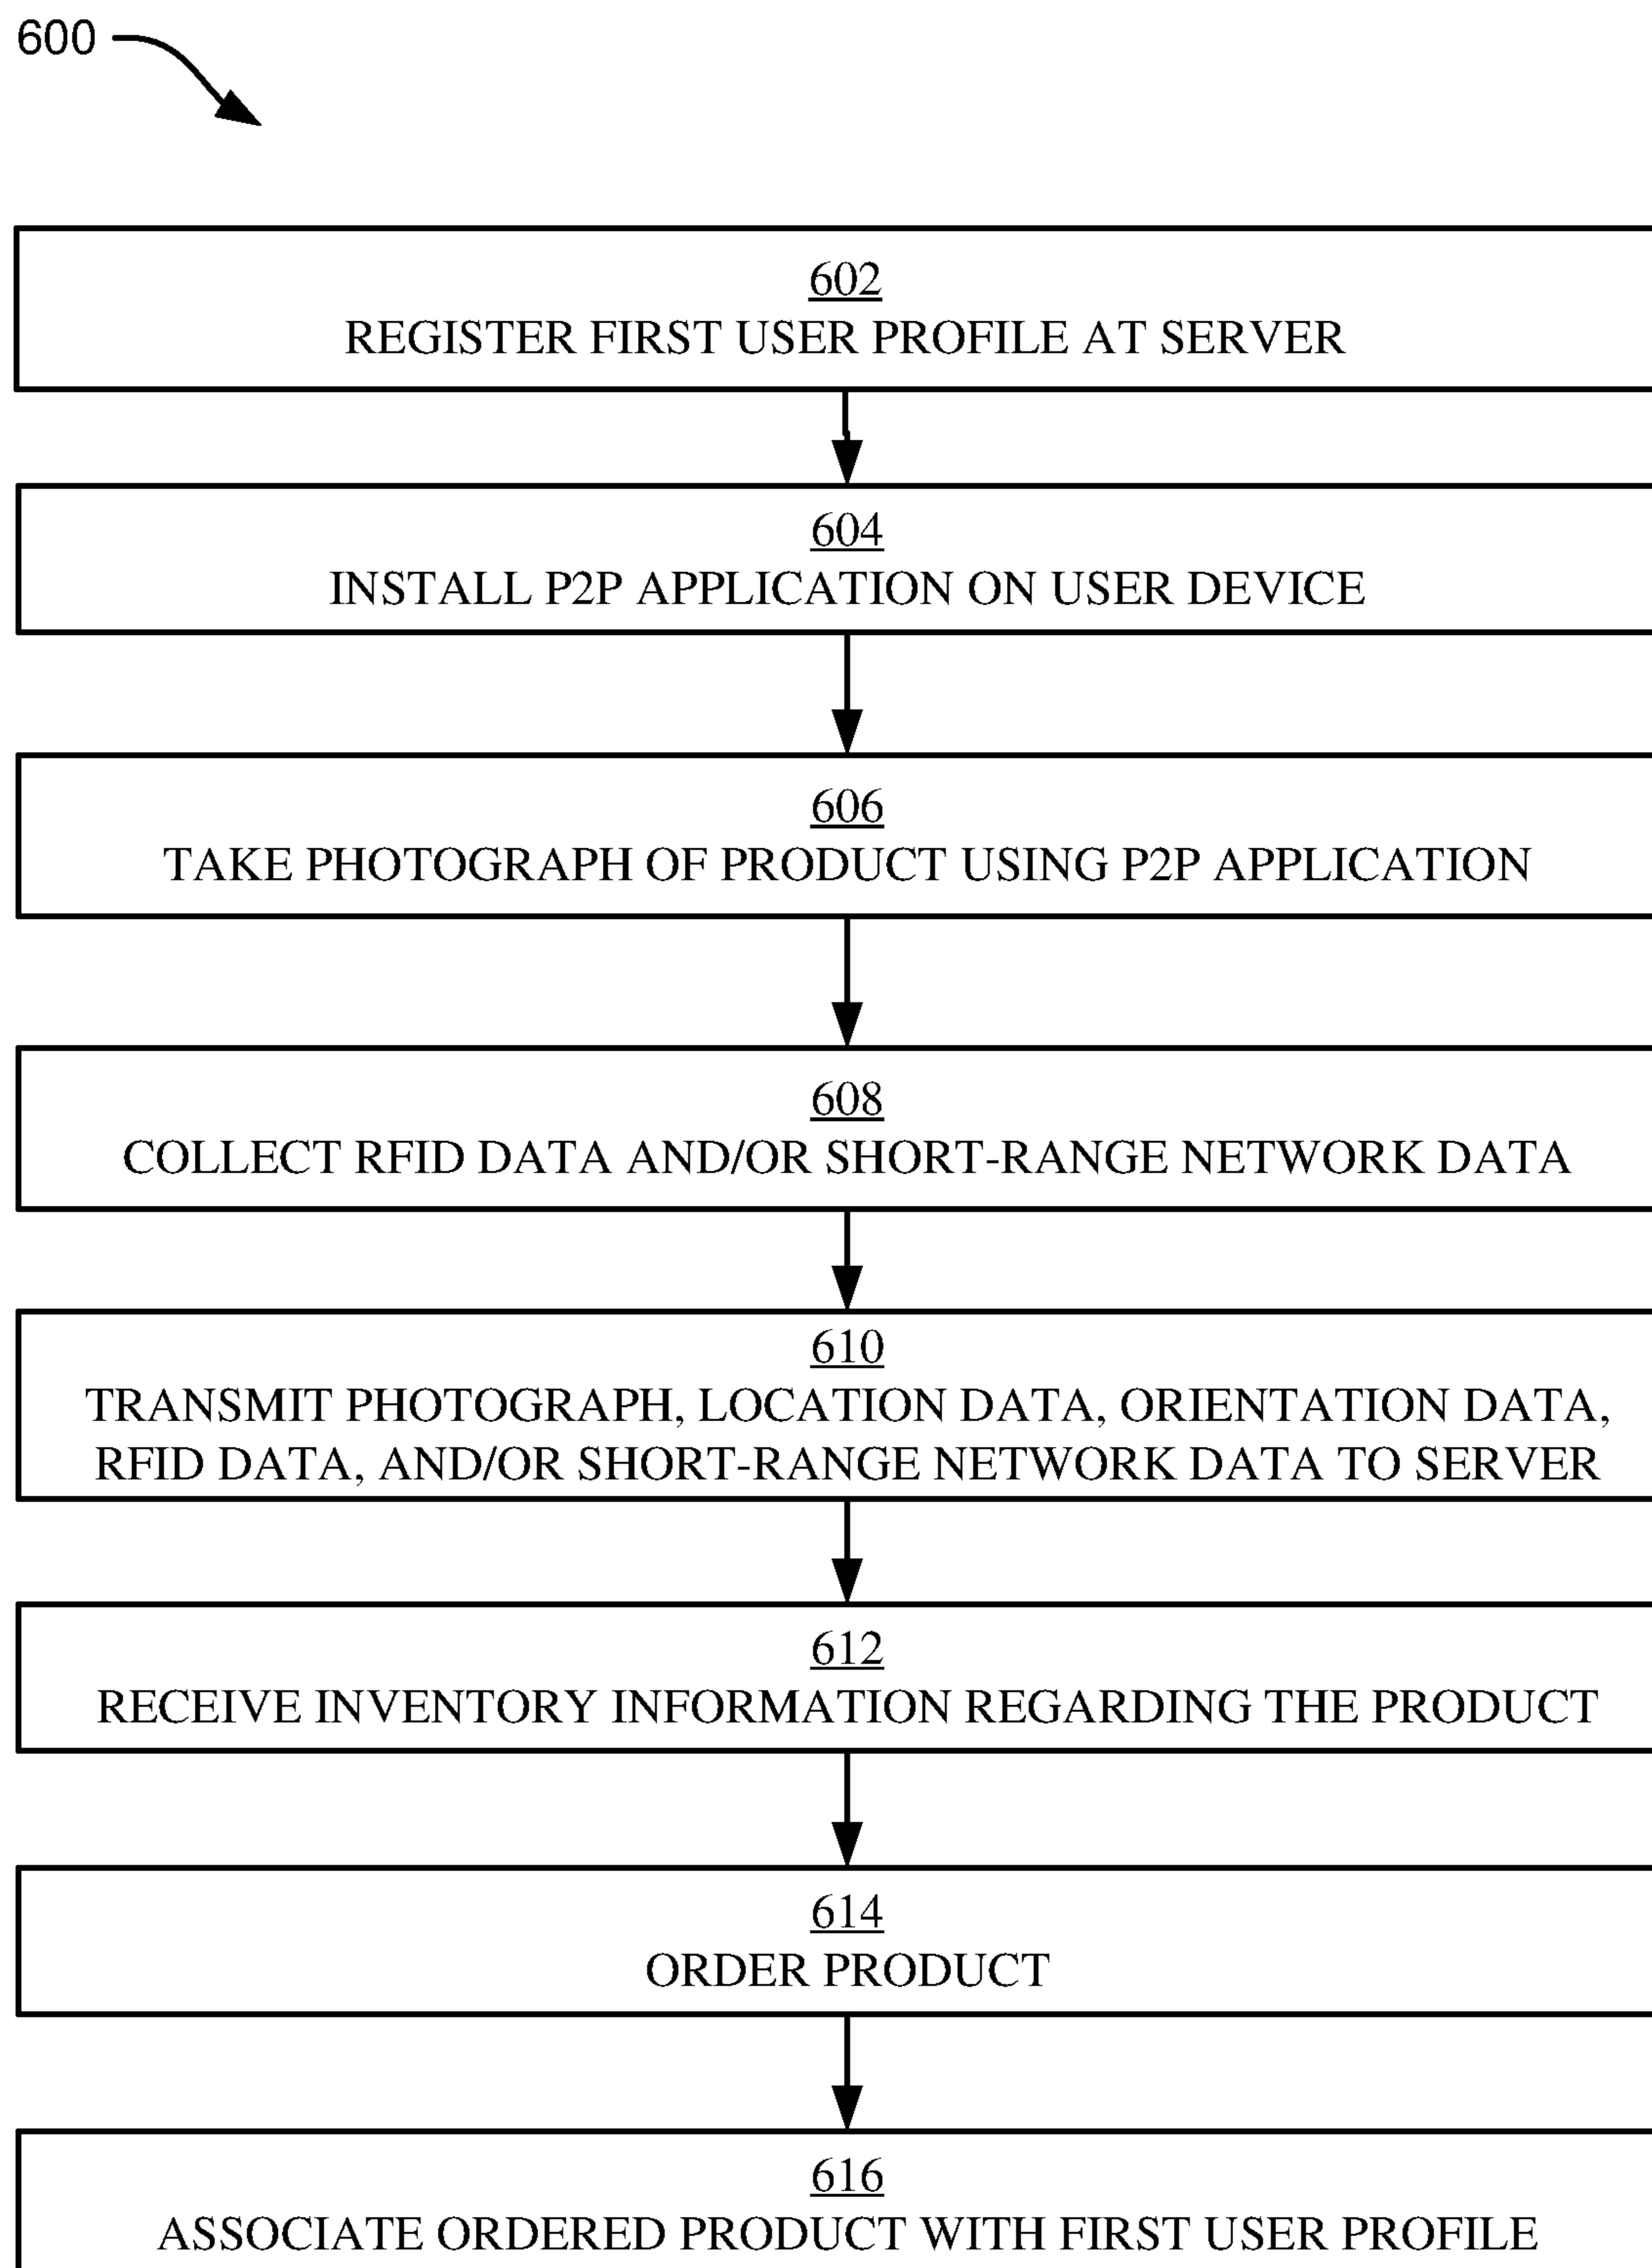 600
602
REGISTER FIRST USER PROFILE AT SERVER
604
INSTALL P2P APPLICATION ON USER DEVICE
606
TAKE PHOTOGRAPH OF PRODUCT USING P2P APPLICATION
608
COLLECT RFID DATA AND/OR SHORT-RANGE NETWORK DATA
610
TRANSMIT PHOTOGRAPH, LOCATION DATA, ORIENTATION DATA,
RFID DATA, AND/OR SHORT-RANGE NETWORK DATA TO SERVER
612
RECEIVE INVENTORY INFORMATION REGARDING THE PRODUCT
614
ORDER PRODUCT
616
ASSOCIATE ORDERED PRODUCT WITH FIRST USER PROFILE